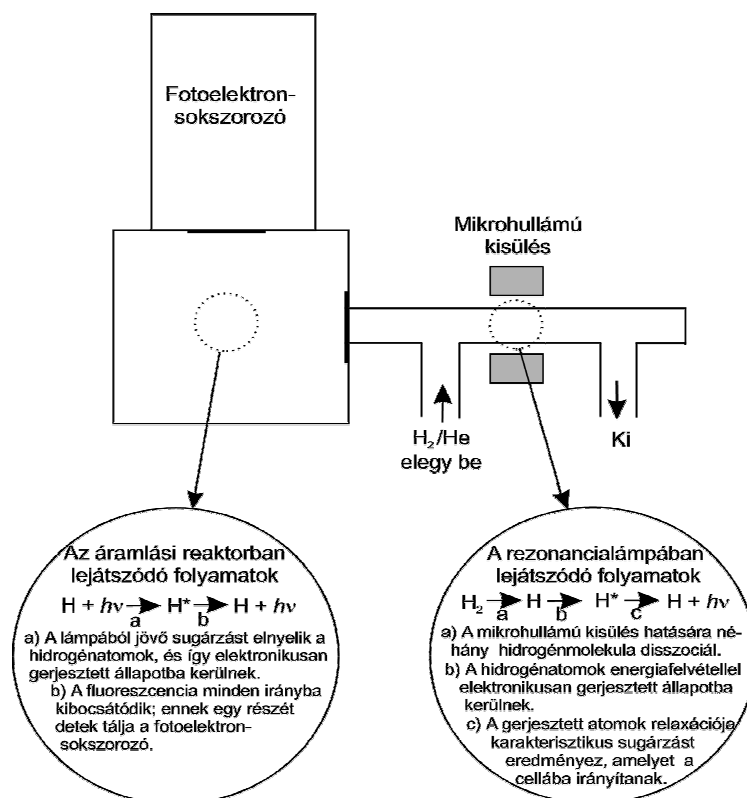 Fotoelektron-
sokszorozó
Mikrohullámú
kisülés
H₂/He
elegy be
Ki
Az áramlási reaktorban
lejátszódó folyamatok
H + hν → H* → H + hν
a b
a) A lámpából jövő sugárzást elnyelik a
hidrogénatomok, és így elektronikusan
gerjesztett állapotba kerülnek.
b) A fluoreszcencia minden irányba
kibocsátódik; ennek egy részét
detek tálja a fotoelektron-
sokszorozó.
A rezonancialámpában
lejátszódó folyamatok
H₂ → H → H* → H + hν
a b c
a) A mikrohullámú kisülés hatására né-
hány hidrogénmolekula disszociál.
b) A hidrogénatomok energiafelvétellel
elektronikusan gerjesztett állapotba
kerülnek.
c) A gerjesztett atomok relaxációja
karakterisztikus sugárzást
eredményez, amelyet a
cellába irányítanak.